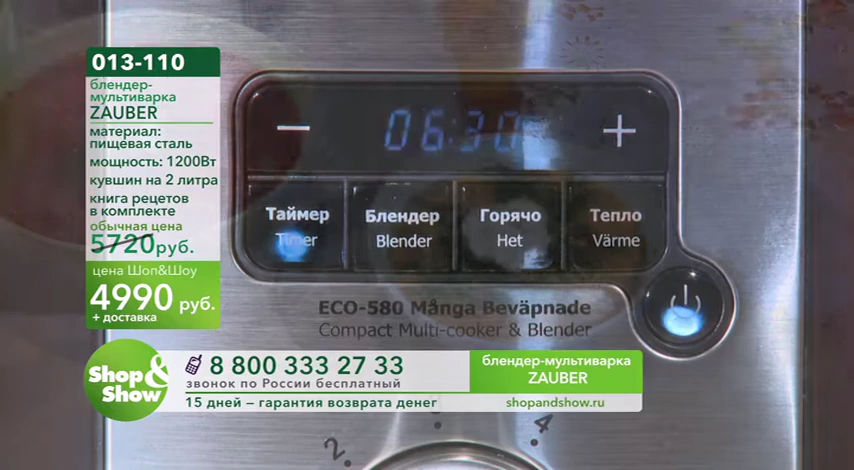 013-110
блендер-
мультиварка
ZAUBER
материал:
пищевая сталь
мощность: 1200Вт
кувшин на 2 литра
книга рецетов
в комплекте
обычная цена
5720руб.
цена Шоп&Шоу
4990 руб.
+ доставка
− 06:30 +
Таймер Блендер Горячо Тепло
Timer Blender Het Värme
ECO-580 Många Beväpnade
Compact Multi-cooker & Blender
Shop&
Show
8 800 333 27 33
звонок по России бесплатный
15 дней – гарантия возврата денег
блендер-мультиварка
ZAUBER
shopandshow.ru
2
4